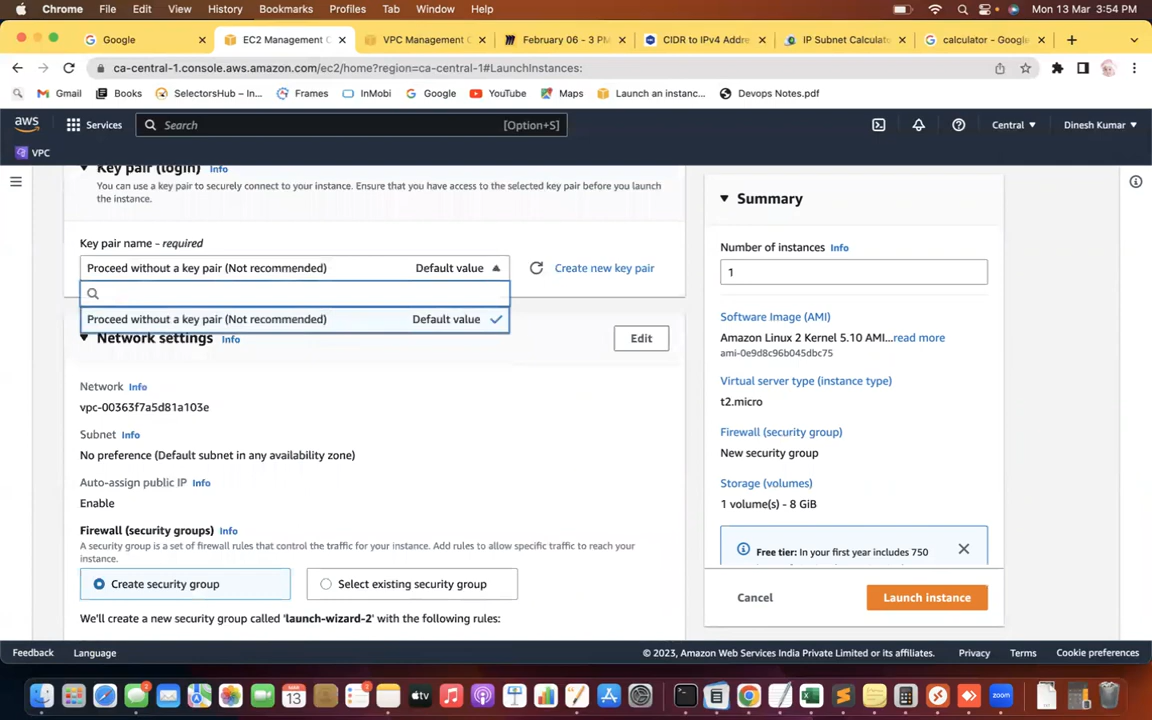 Chrome File Edit View History Bookmarks Profiles Tab Window Help Mon 13 Mar 3:54 PM
Google EC2 Management C VPC Management C February 06 - 3 PM CIDR to IPv4 Addre IP Subnet Calculat calculator - Google
ca-central-1.console.aws.amazon.com/ec2/home?region=ca-central-1#LaunchInstances:
Gmail Books SelectorsHub – In... Frames InMobi Google YouTube Maps Launch an instanc... Devops Notes.pdf
aws Services Search [Option+S] Central Dinesh Kumar
VPC
Key pair (login) Info
You can use a key pair to securely connect to your instance. Ensure that you have access to the selected key pair before you launch
the instance.
Key pair name - required
Proceed without a key pair (Not recommended) Default value Create new key pair
Proceed without a key pair (Not recommended) Default value
Network settings Info Edit
Network Info
vpc-00363f7a5d81a103e
Subnet Info
No preference (Default subnet in any availability zone)
Auto-assign public IP Info
Enable
Firewall (security groups) Info
A security group is a set of firewall rules that control the traffic for your instance. Add rules to allow specific traffic to reach your
instance.
Create security group Select existing security group
We'll create a new security group called 'launch-wizard-2' with the following rules:
Summary
Number of instances Info
1
Software Image (AMI)
Amazon Linux 2 Kernel 5.10 AMI...read more
ami-0e9d8c96b045dbc75
Virtual server type (instance type)
t2.micro
Firewall (security group)
New security group
Storage (volumes)
1 volume(s) - 8 GiB
Free tier: In your first year includes 750
Cancel Launch instance
Feedback Language © 2023, Amazon Web Services India Private Limited or its affiliates. Privacy Terms Cookie preferences
MAR
13
tv
zoom